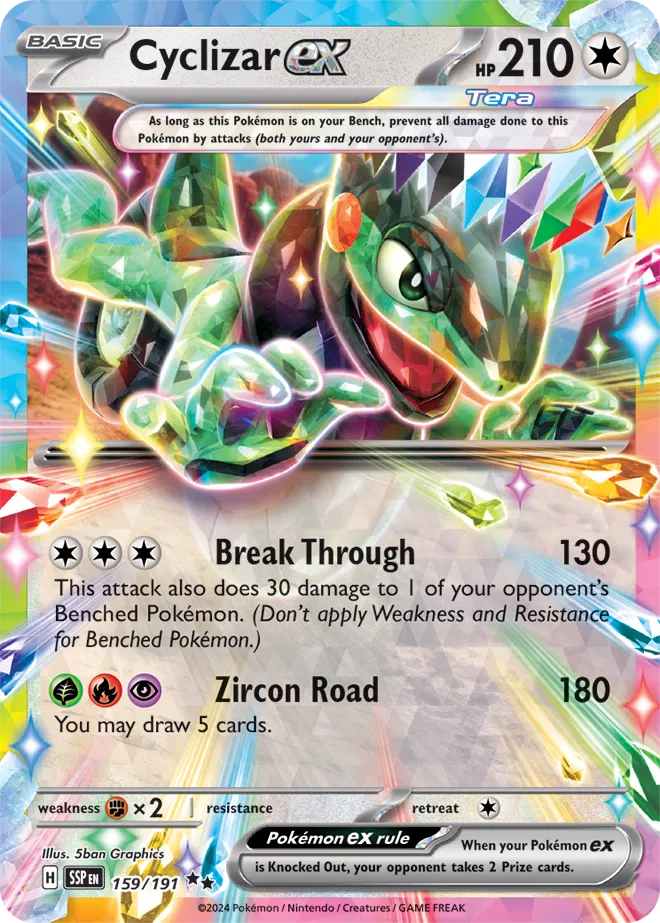 BASIC
Cyclizar ex HP 210
Tera
As long as this Pokémon is on your Bench, prevent all damage done to this
Pokémon by attacks (both yours and your opponent's).
Break Through 130
This attack also does 30 damage to 1 of your opponent's
Benched Pokémon. (Don't apply Weakness and Resistance
for Benched Pokémon.)
Zircon Road 180
You may draw 5 cards.
weakness ×2 resistance retreat
Illus. 5ban Graphics
Pokémon ex rule When your Pokémon ex
is Knocked Out, your opponent takes 2 Prize cards.
H SSP EN 159/191
©2024 Pokémon / Nintendo / Creatures / GAME FREAK